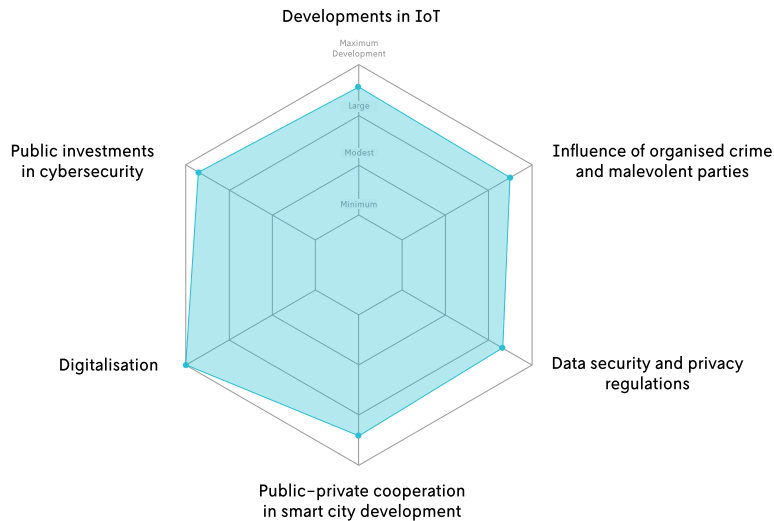 Developments in IoT
Maximum
Development
Large
Public investments
in cybersecurity
Modest
Influence of organised crime
and malevolent parties
Minimum
Digitalisation
Data security and privacy
regulations
Public–private cooperation
in smart city development